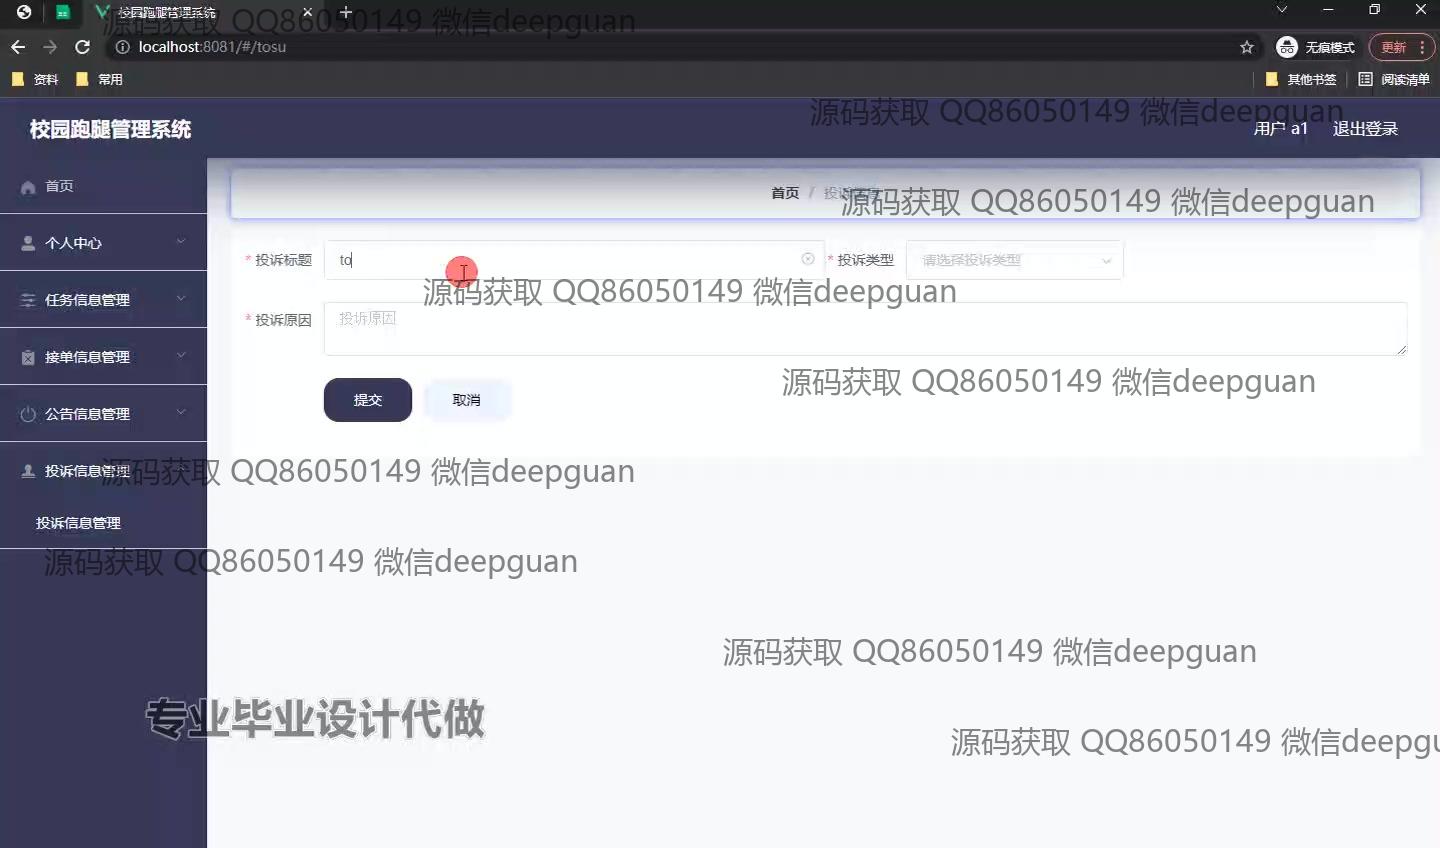 校园跑腿管理系统
localhost:8081/#/tosu
无痕模式
更新
资料
常用
其他书签
阅读清单
校园跑腿管理系统
用户 a1
退出登录
首页
个人中心
任务信息管理
接单信息管理
公告信息管理
投诉信息管理
投诉信息管理
首页 / 投诉信息
* 投诉标题
to
* 投诉类型
请选择投诉类型
* 投诉原因
投诉原因
提交
取消
源码获取 QQ86050149 微信deepguan
源码获取 QQ86050149 微信deepguan
源码获取 QQ86050149 微信deepguan
源码获取 QQ86050149 微信deepguan
源码获取 QQ86050149 微信deepguan
源码获取 QQ86050149 微信deepguan
源码获取 QQ86050149 微信deepguan
源码获取 QQ86050149 微信deepguan
专业毕业设计代做
源码获取 QQ86050149 微信deepgu